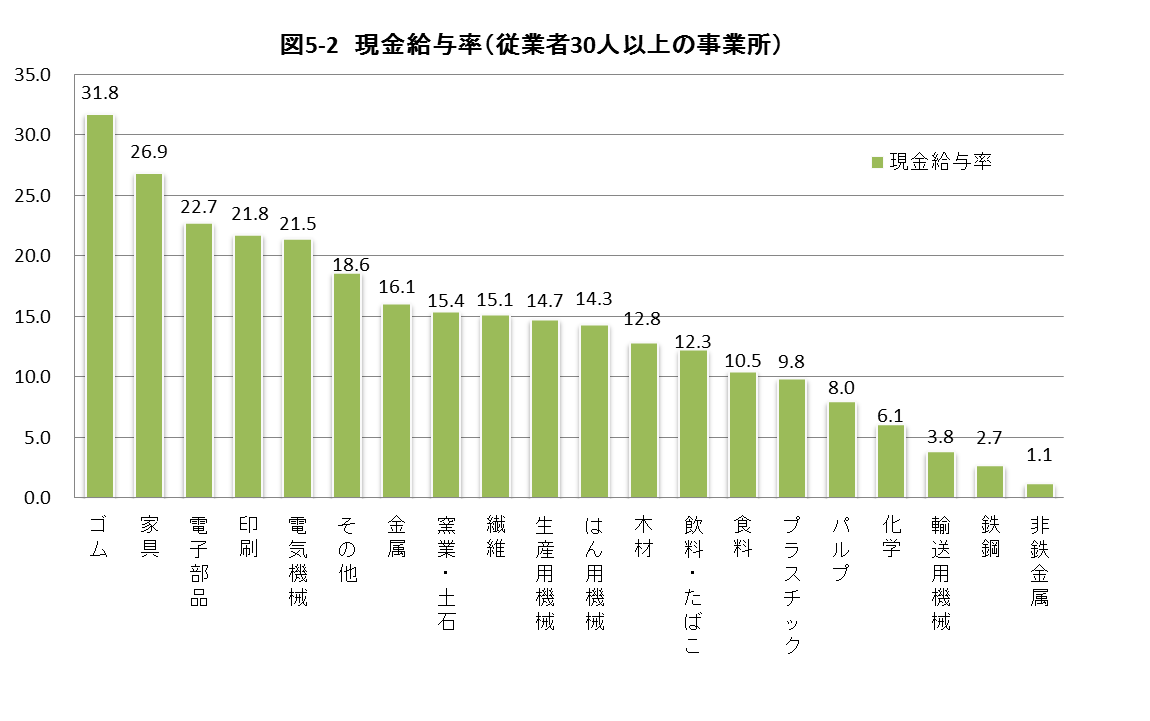 図5-2 現金給与率（従業者30人以上の事業所）
35.0
30.0
25.0
20.0
15.0
10.0
5.0
0.0
31.8
26.9
22.7
21.8
21.5
18.6
16.1
15.4
15.1
14.7
14.3
12.8
12.3
10.5
9.8
8.0
6.1
3.8
2.7
1.1
現金給与率
ゴム
家具
電子部品
印刷
電気機械
その他
金属
窯業・土石
繊維
生産用機械
はん用機械
木材
飲料・たばこ
食料
プラスチック
パルプ
化学
輸送用機械
鉄鋼
非鉄金属